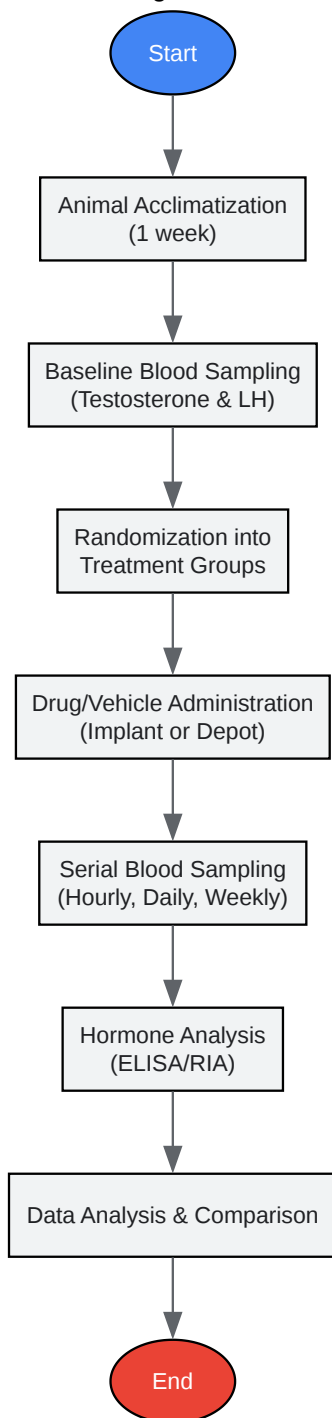 Start
Animal Acclimatization
(1 week)
Baseline Blood Sampling
(Testosterone & LH)
Randomization into
Treatment Groups
Drug/Vehicle Administration
(Implant or Depot)
Serial Blood Sampling
(Hourly, Daily, Weekly)
Hormone Analysis
(ELISA/RIA)
Data Analysis & Comparison
End